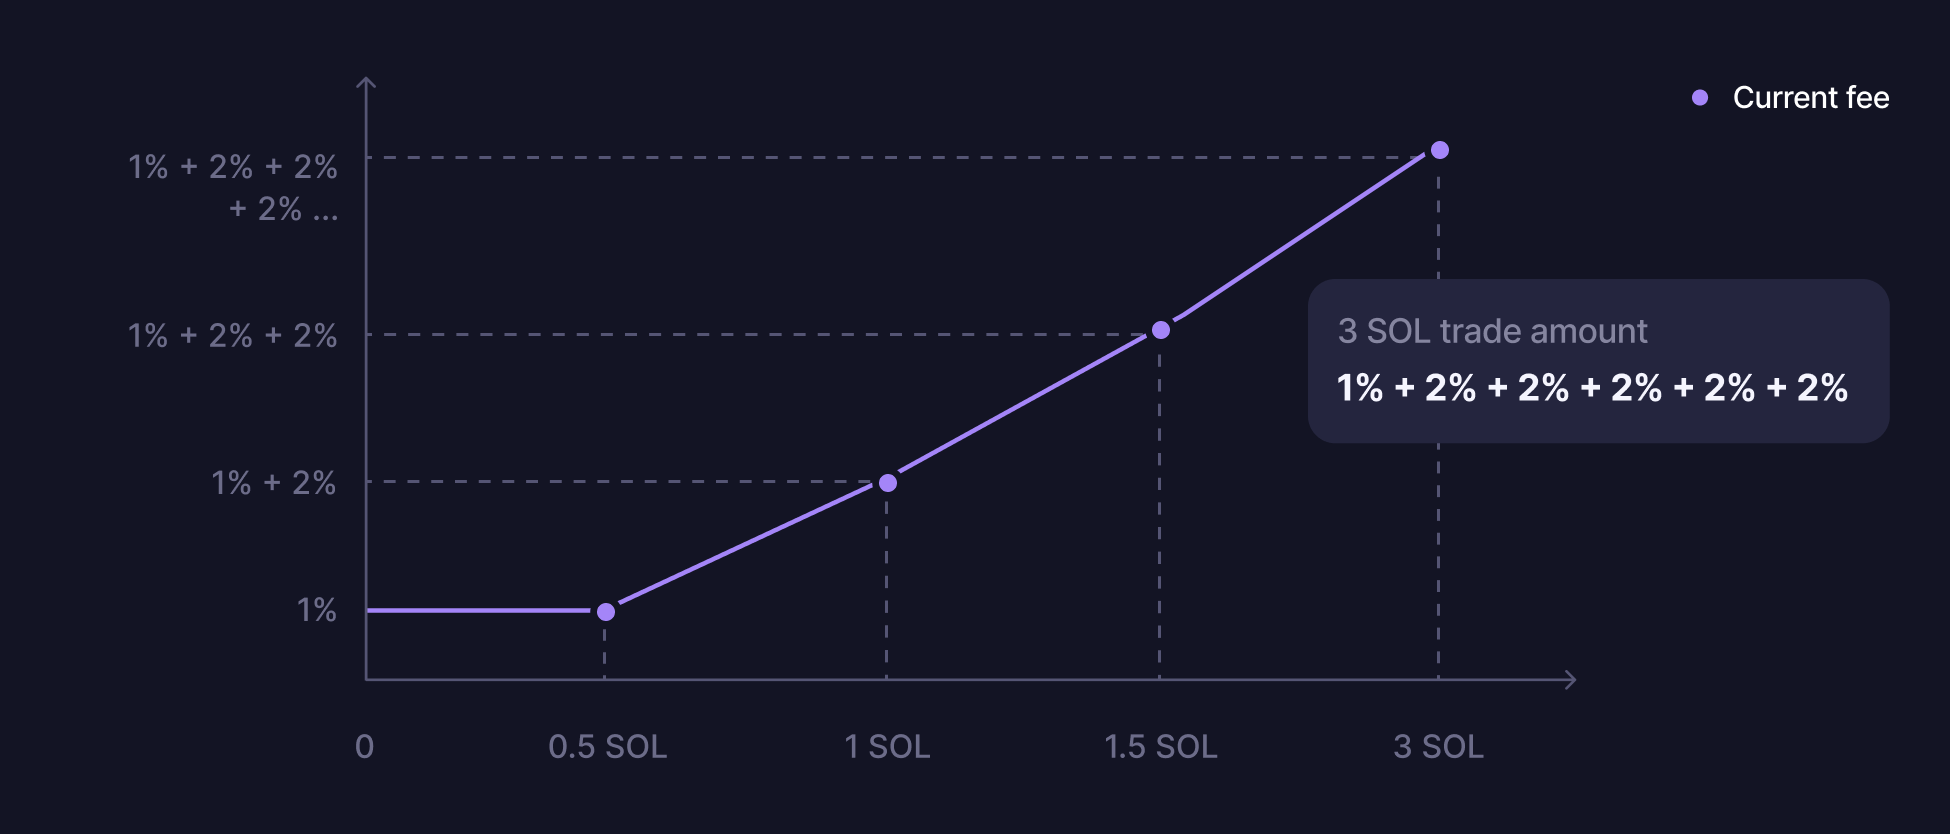 Current fee
1% + 2% + 2%
+ 2% ...
1% + 2% + 2%
3 SOL trade amount
1% + 2% + 2% + 2% + 2% + 2%
1% + 2%
1%
0
0.5 SOL
1 SOL
1.5 SOL
3 SOL